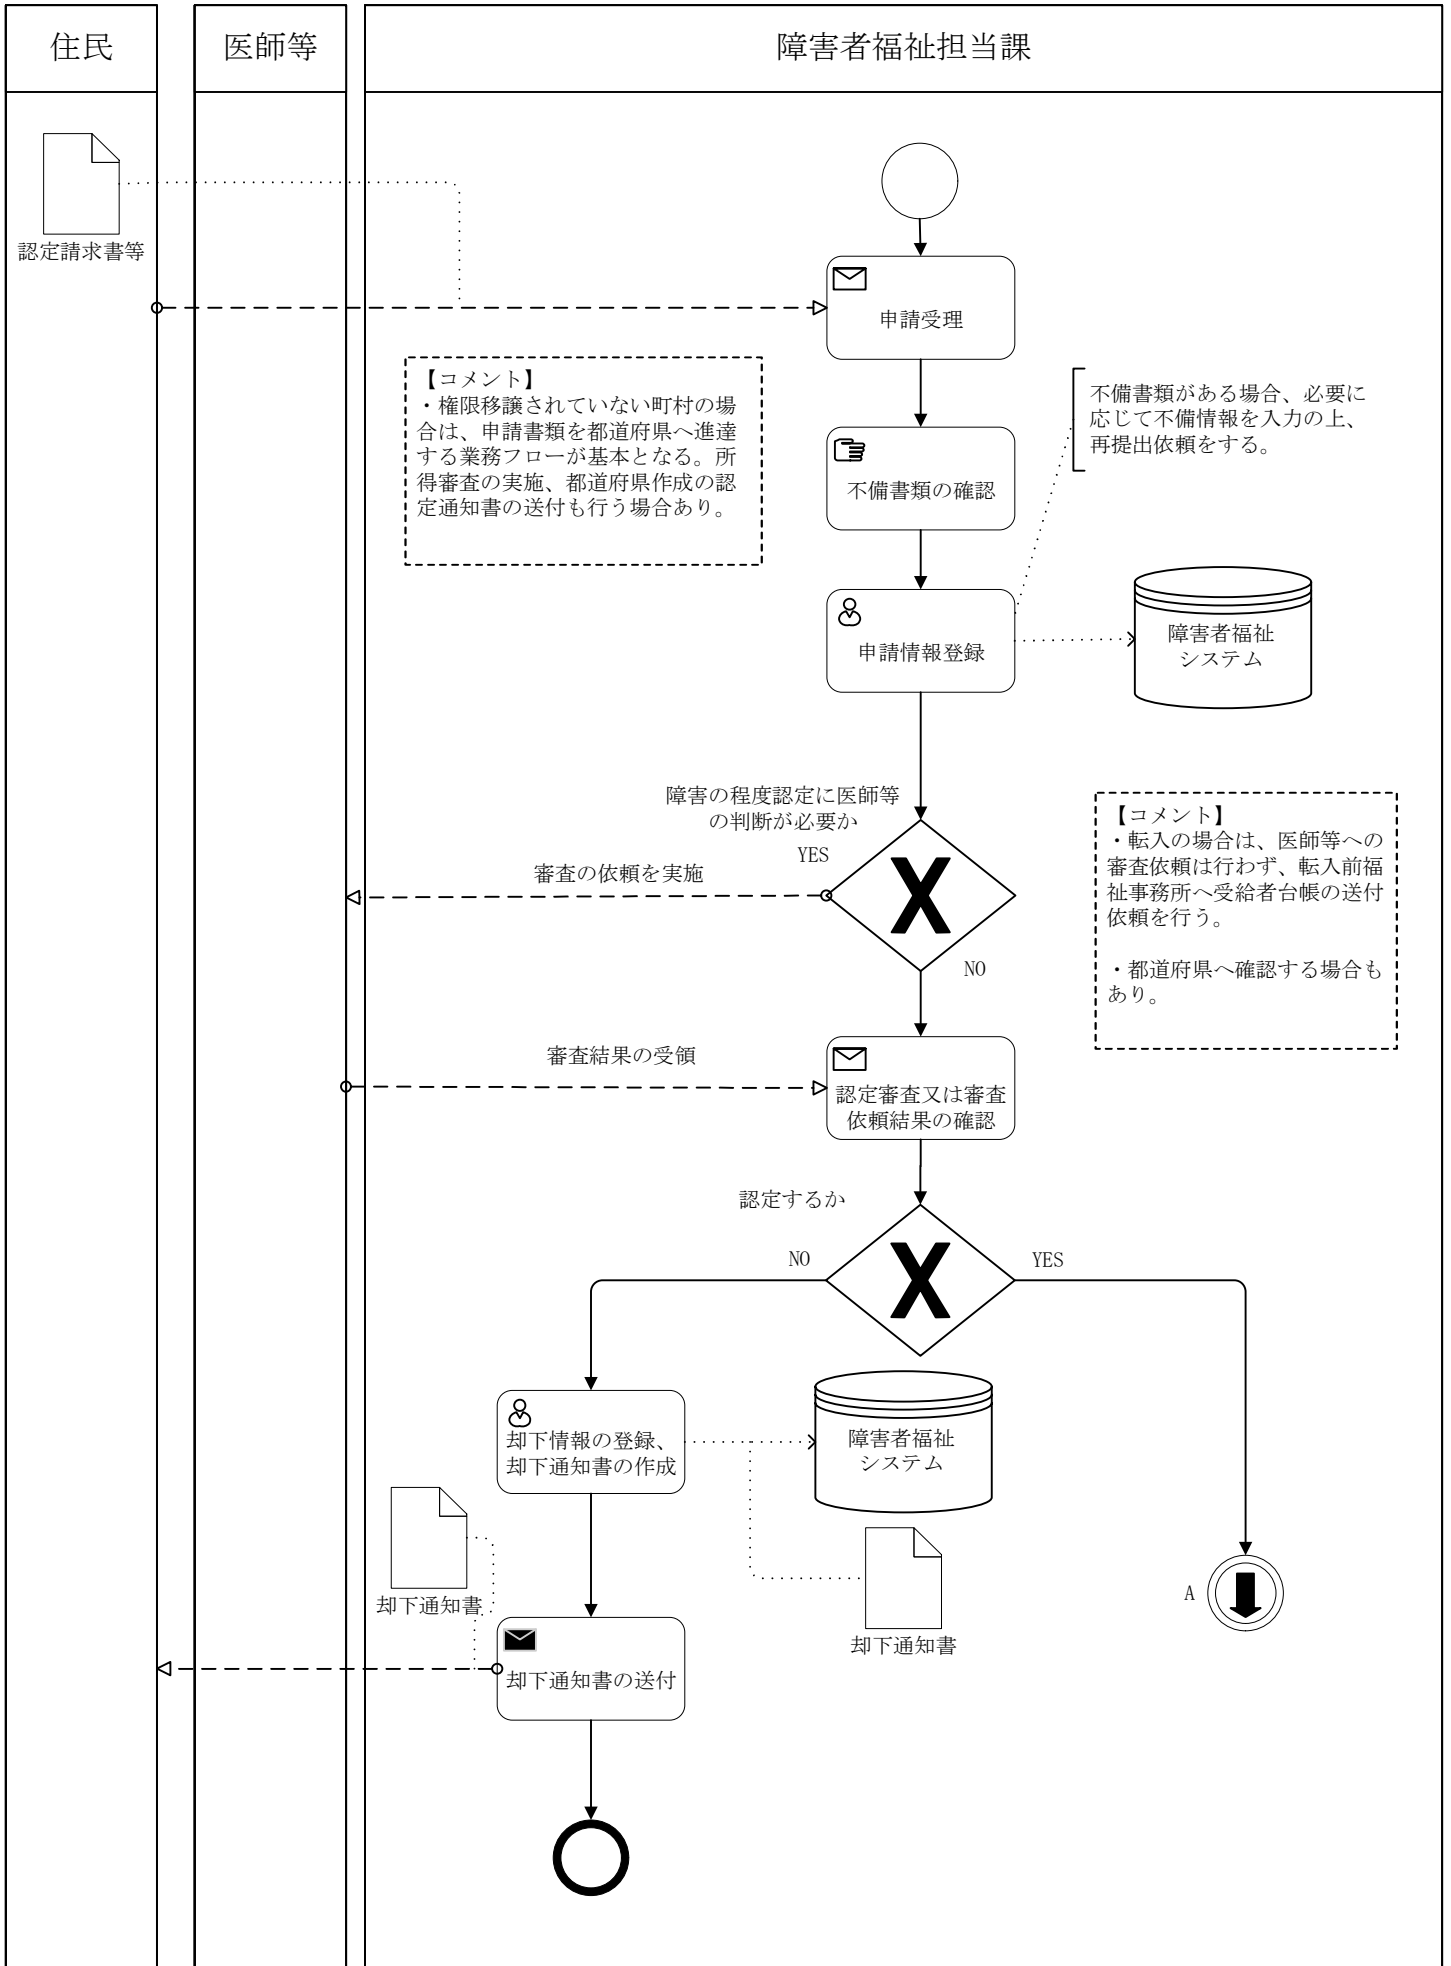 住民
医師等
障害者福祉担当課
認定請求書等
申請受理
【コメント】
・権限移譲されていない町村の場
合は、申請書類を都道府県へ進達
する業務フローが基本となる。所
得審査の実施、都道府県作成の認
定通知書の送付も行う場合あり。
不備書類がある場合、必要に
応じて不備情報を入力の上、
再提出依頼をする。
不備書類の確認
申請情報登録
障害者福祉
システム
障害の程度認定に医師等
の判断が必要か
YES
審査の依頼を実施
X
NO
【コメント】
・転入の場合は、医師等への
審査依頼は行わず、転入前福
祉事務所へ受給者台帳の送付
依頼を行う。
・都道府県へ確認する場合も
あり。
審査結果の受領
認定審査又は審査
依頼結果の確認
認定するか
NO
X
YES
却下情報の登録、
却下通知書の作成
障害者福祉
システム
却下通知書
却下通知書
A
却下通知書の送付